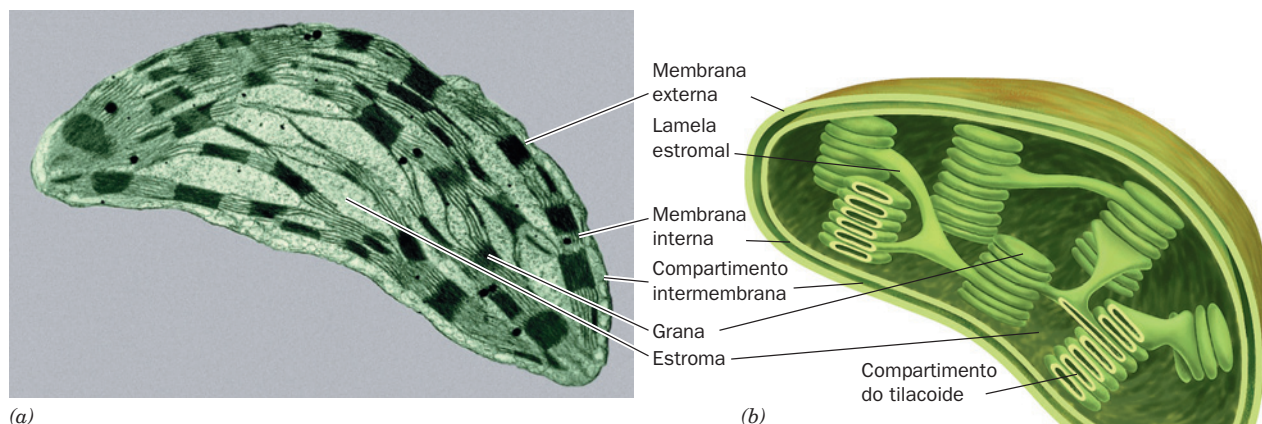 Membrana
externa
Lamela
estromal
Membrana
interna
Compartimento
intermembrana
Grana
Estroma
Compartimento
do tilacoide
(a)
(b)